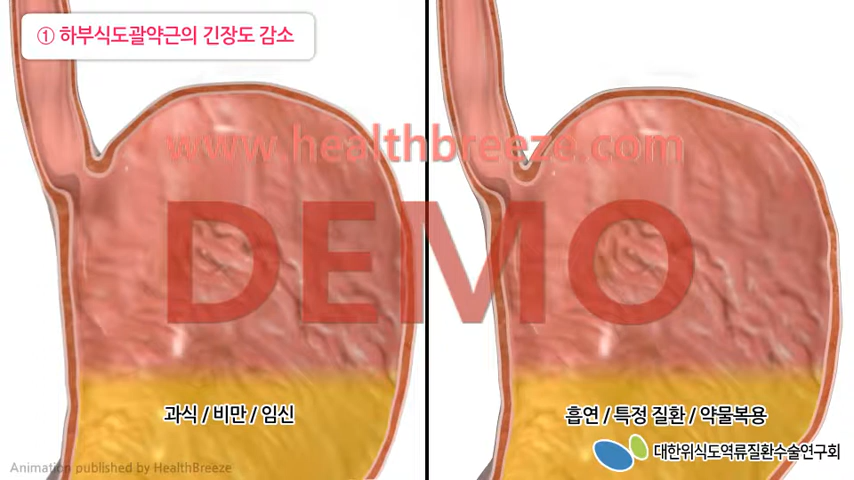 ① 하부식도괄약근의 긴장도 감소
www.healthbreeze.com
DEMO
과식 / 비만 / 임신
흡연 / 특정 질환 / 약물복용
대한위식도역류질환수술연구회
Animation published by HealthBreeze